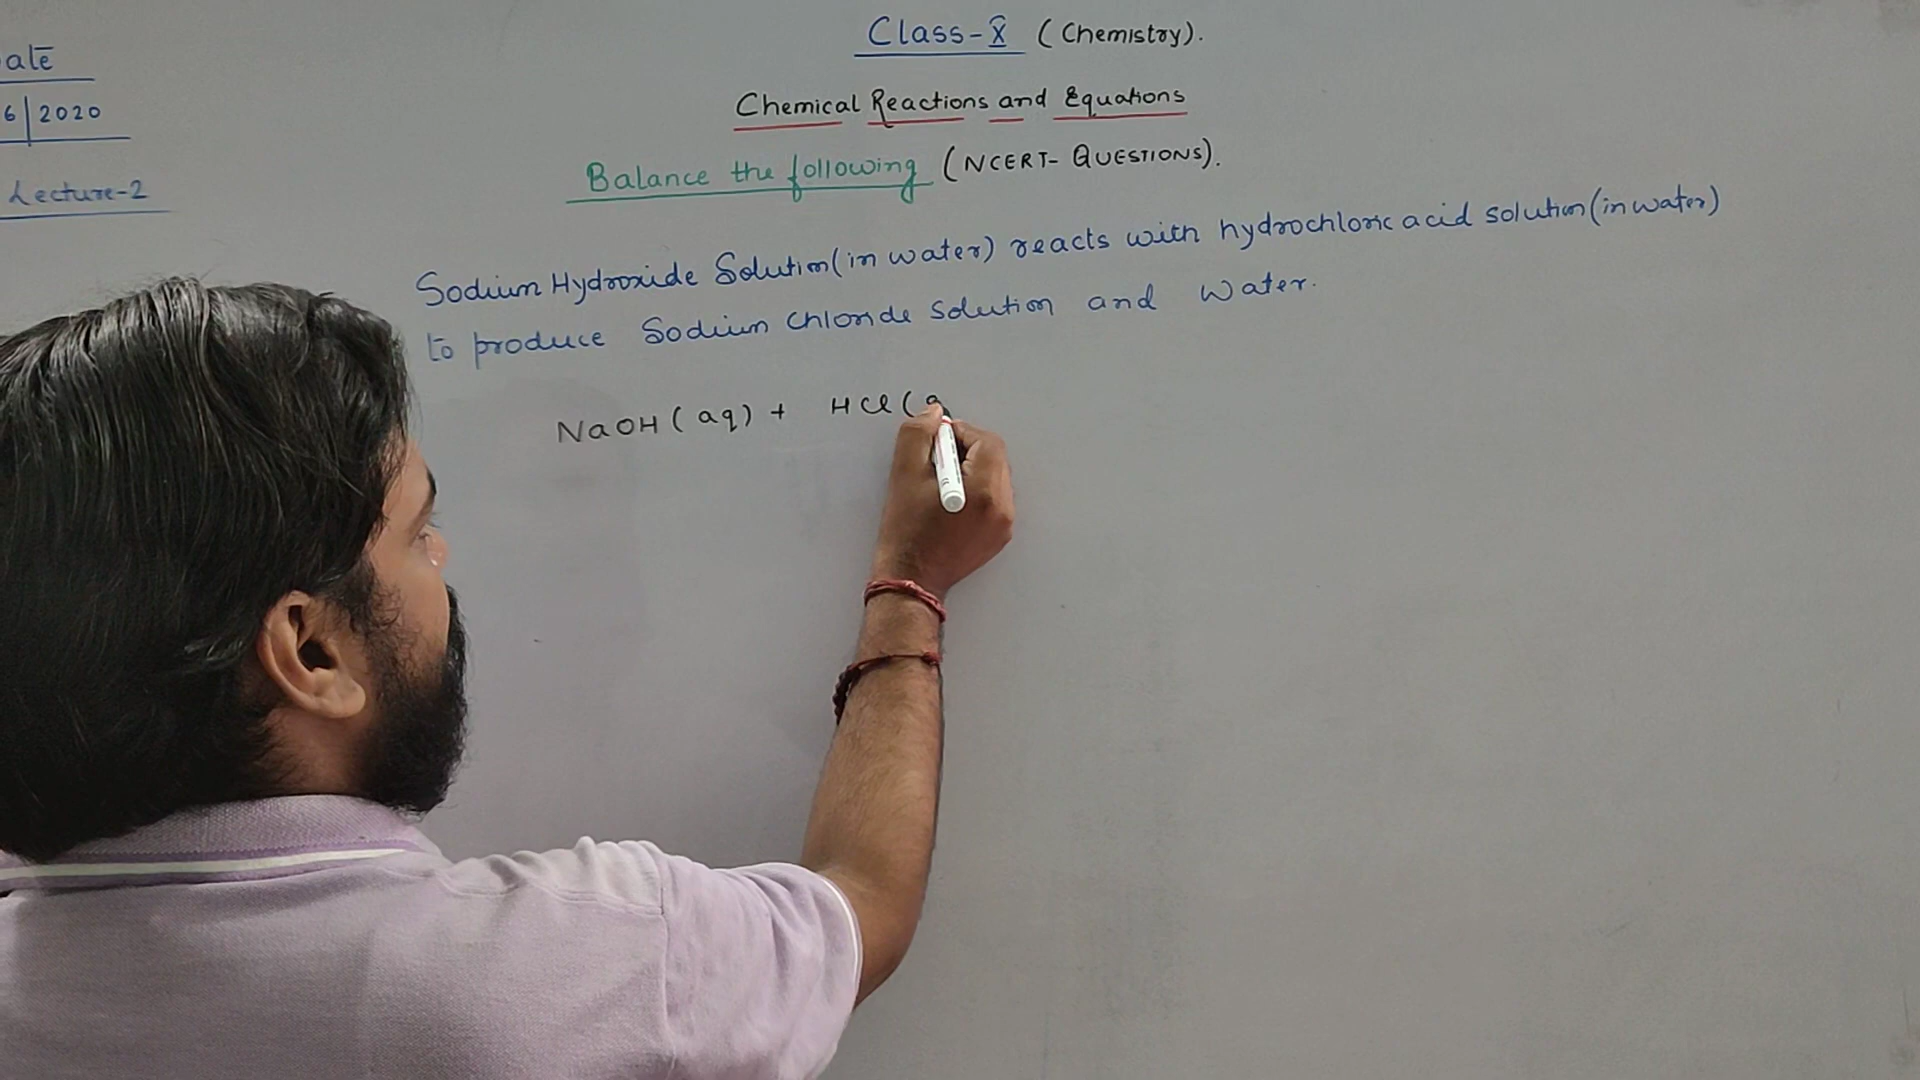 ate
6 | 2020
Lecture-2
Class-X (Chemistry).
Chemical Reactions and Equations
Balance the following (NCERT- QUESTIONS).
Sodium Hydroxide Solution(in water) reacts with hydrochloric acid solution(in water)
to produce Sodium Chloride Solution and Water.
NaOH(aq) + HCl(a